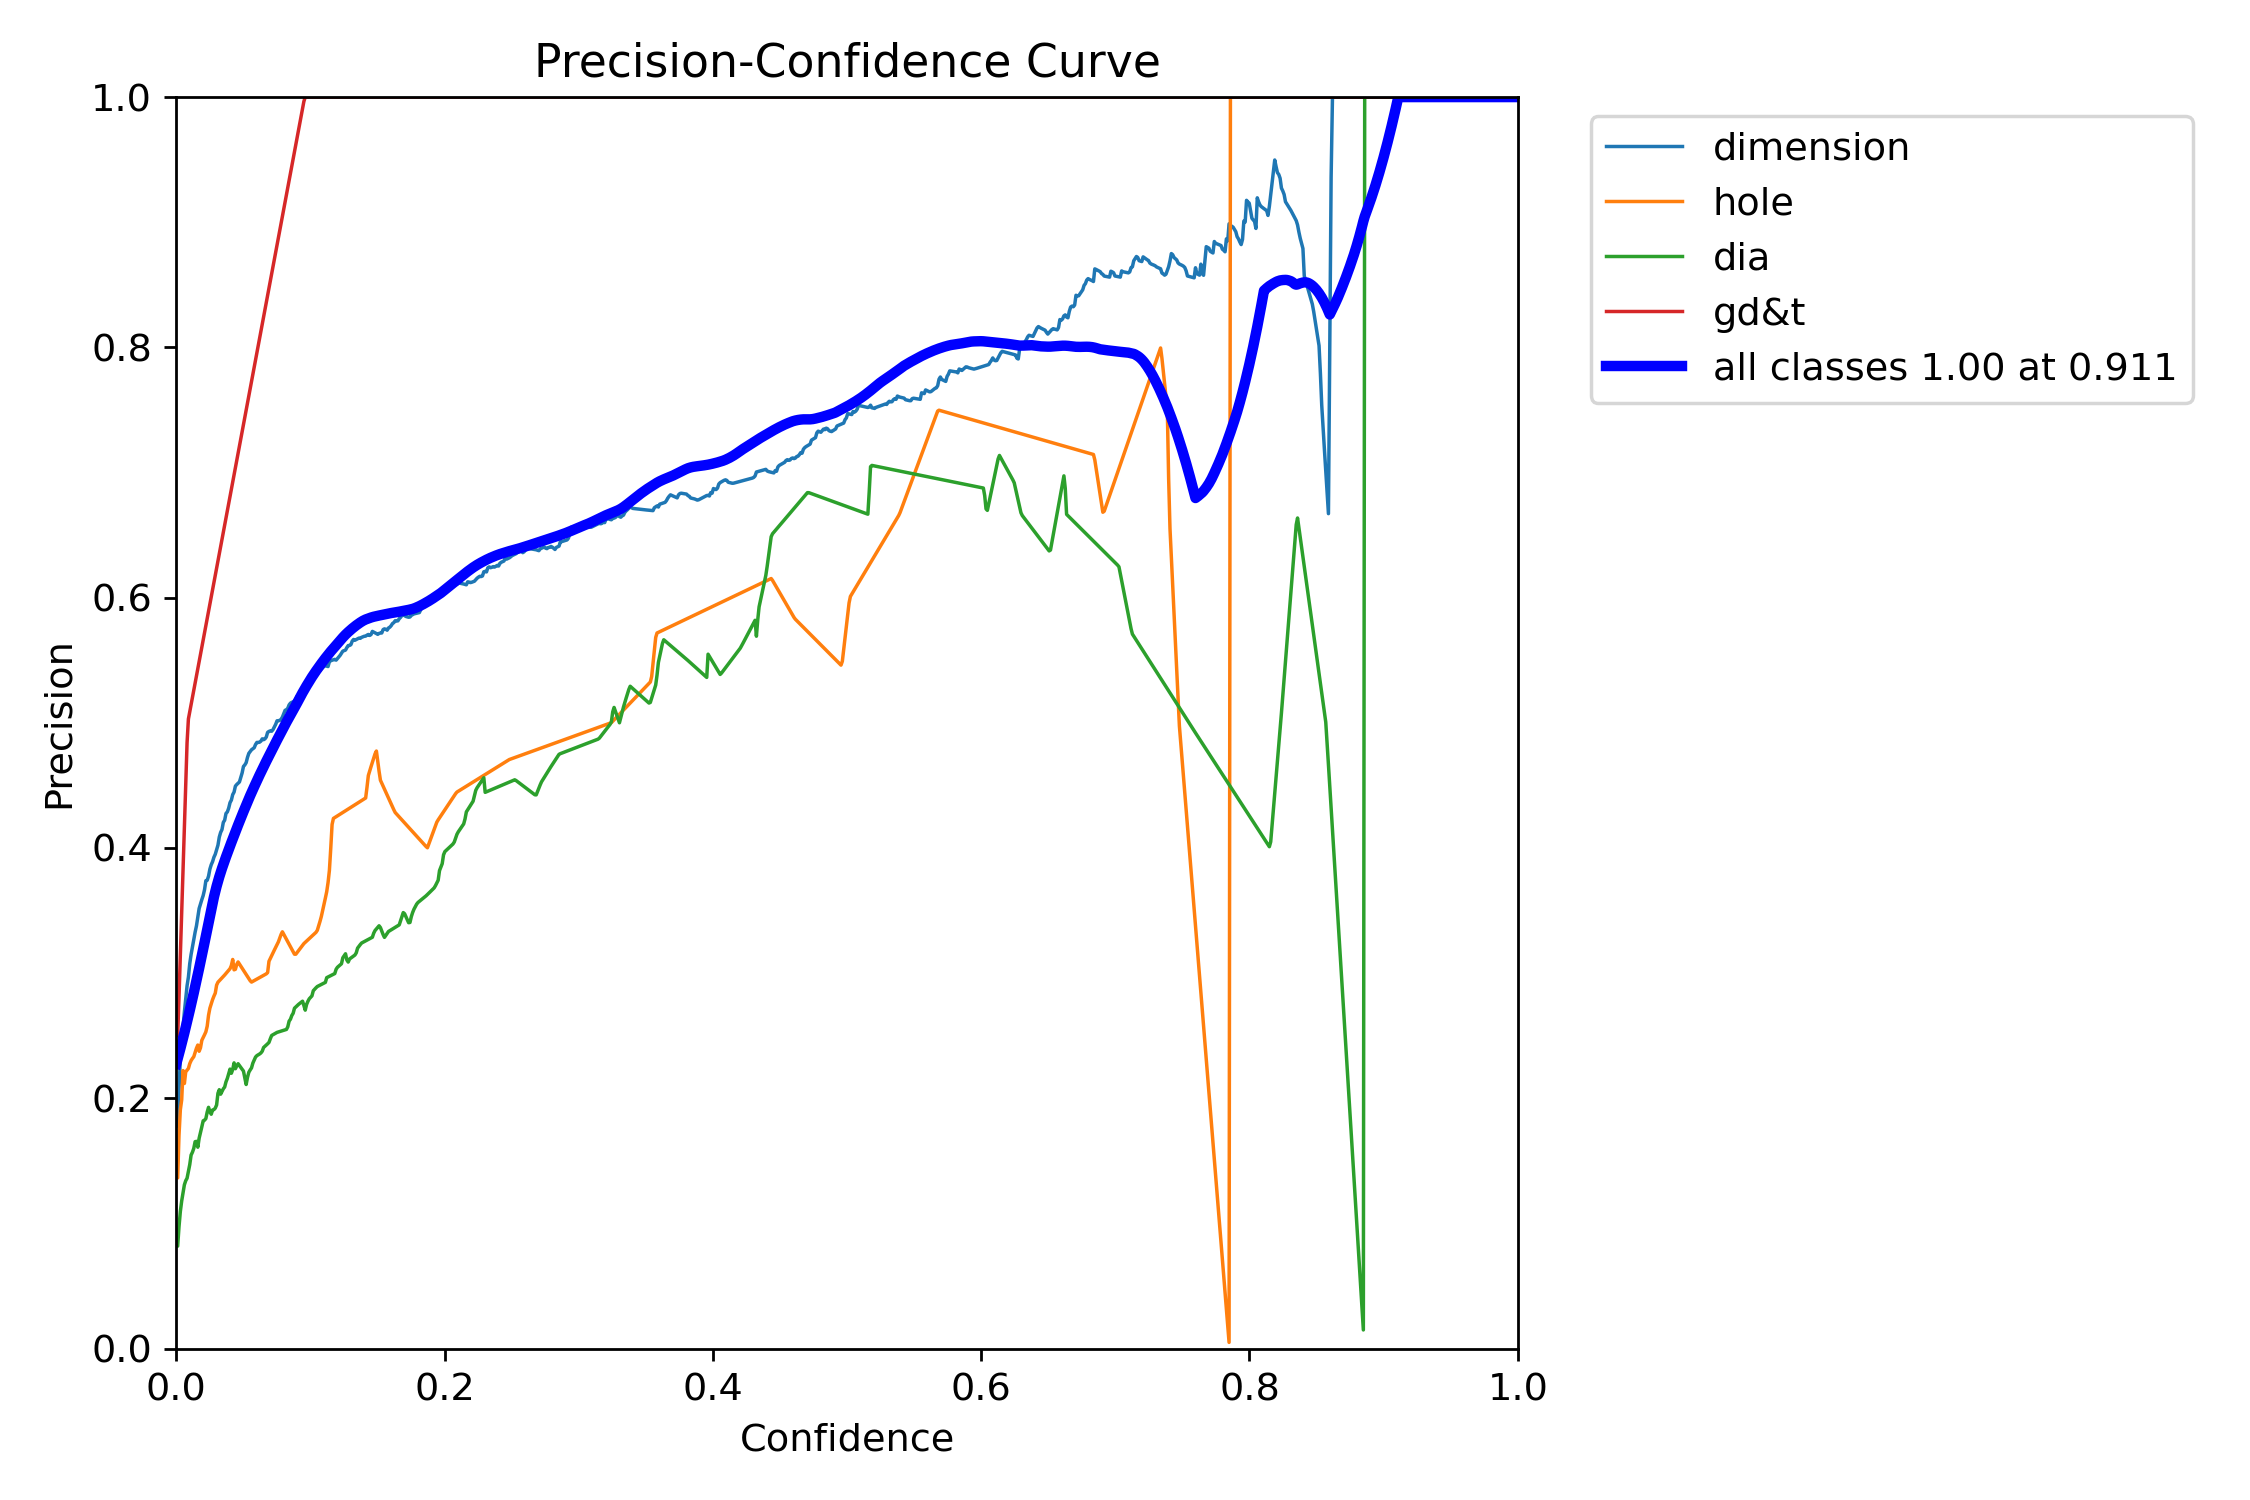 Precision-Confidence Curve
1.0
0.8
0.6
0.4
0.2
0.0
Precision
0.0 0.2 0.4 0.6 0.8 1.0
Confidence
dimension
hole
dia
gd&t
all classes 1.00 at 0.911